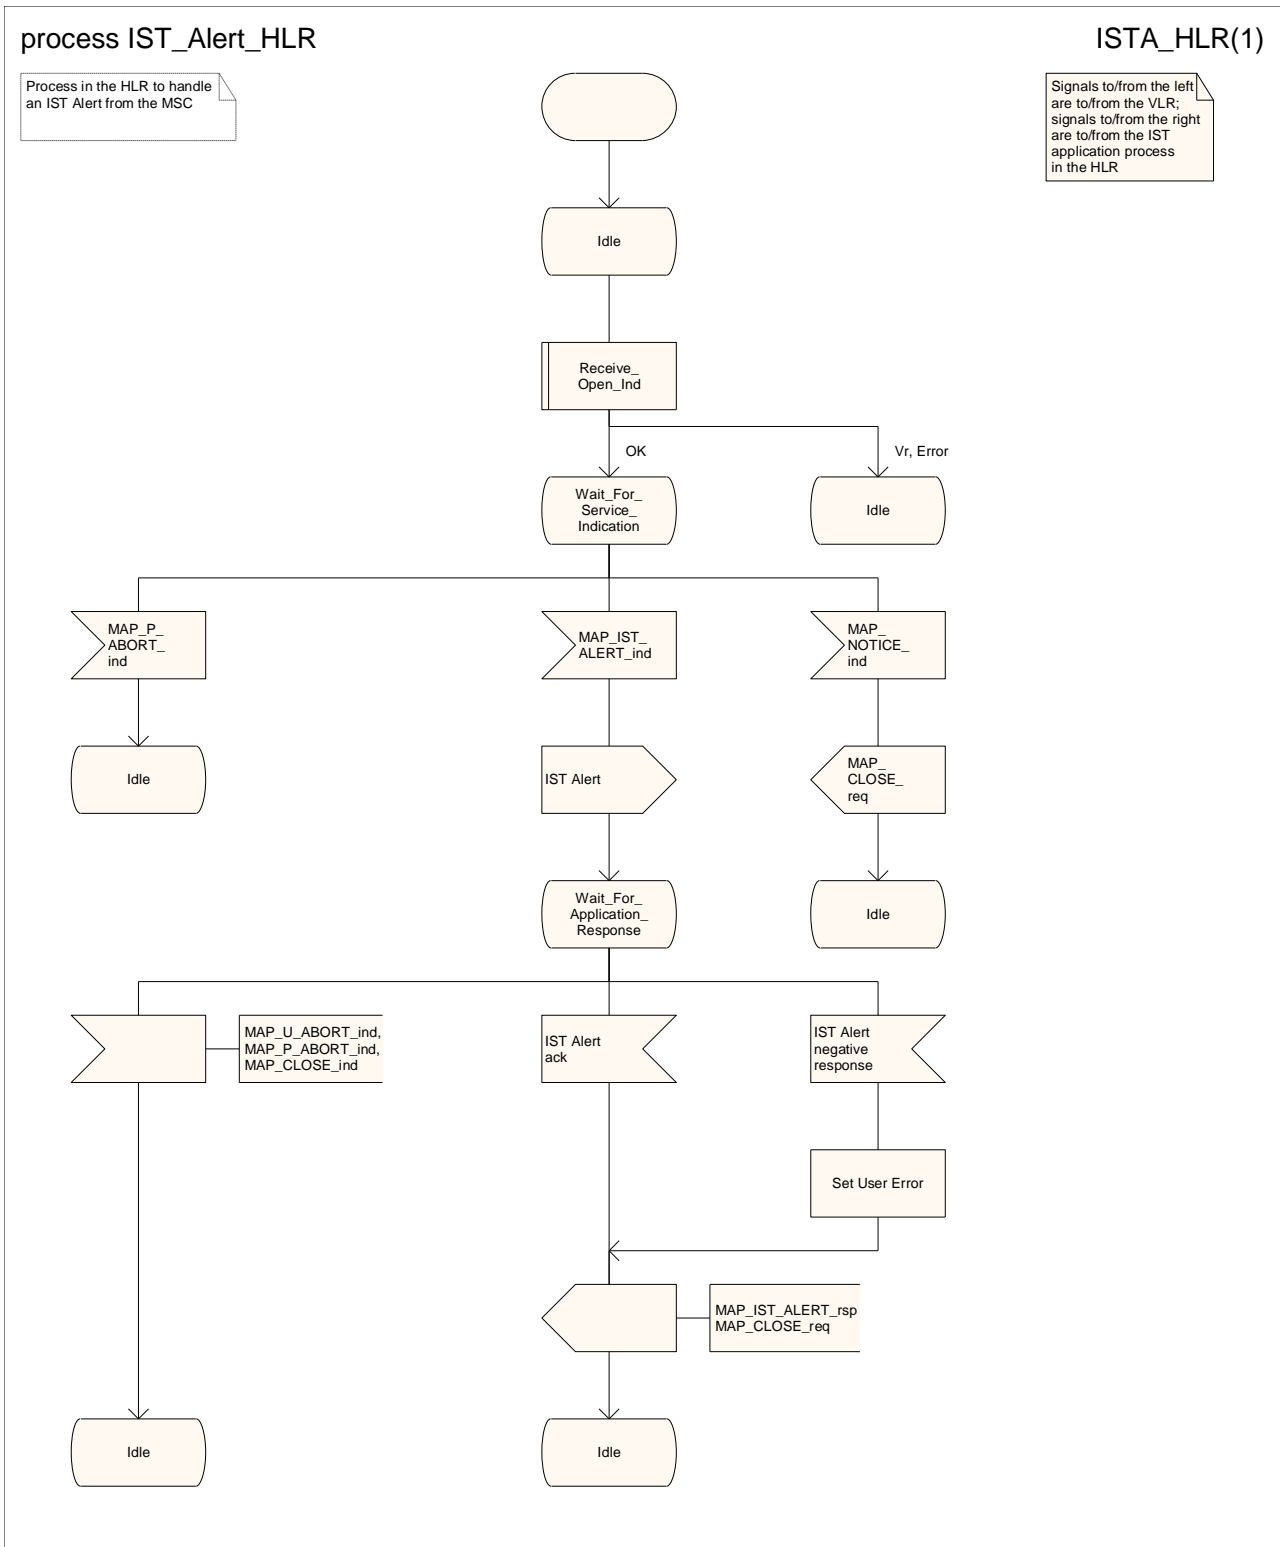 process IST_Alert_HLR
ISTA_HLR(1)
Process in the HLR to handle
an IST Alert from the MSC
Signals to/from the left
are to/from the VLR;
signals to/from the right
are to/from the IST
application process
in the HLR
Idle
Receive_
Open_Ind
OK
Vr, Error
Wait_For_
Service_
Indication
Idle
MAP_P_
ABORT_
ind
MAP_IST_
ALERT_ind
MAP_
NOTICE_
ind
Idle
IST Alert
MAP_
CLOSE_
req
Wait_For_
Application_
Response
Idle
MAP_U_ABORT_ind,
MAP_P_ABORT_ind,
MAP_CLOSE_ind
IST Alert
ack
IST Alert
negative
response
Set User Error
MAP_IST_ALERT_rsp
MAP_CLOSE_req
Idle
Idle